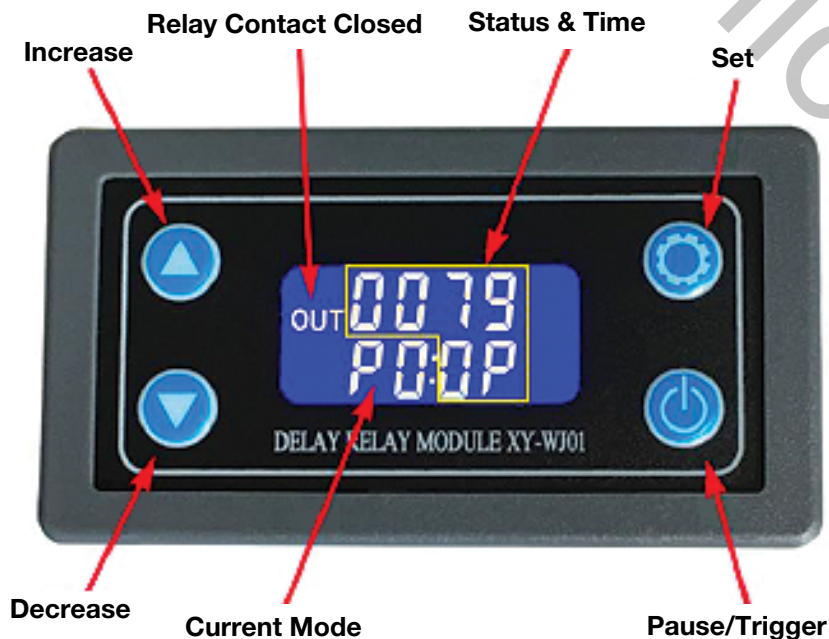 Relay Contact Closed
Status & Time
Increase
Set
OUT
0079
P0:0P
DELAY RELAY MODULE XY-WJ01
Decrease
Current Mode
Pause/Trigger